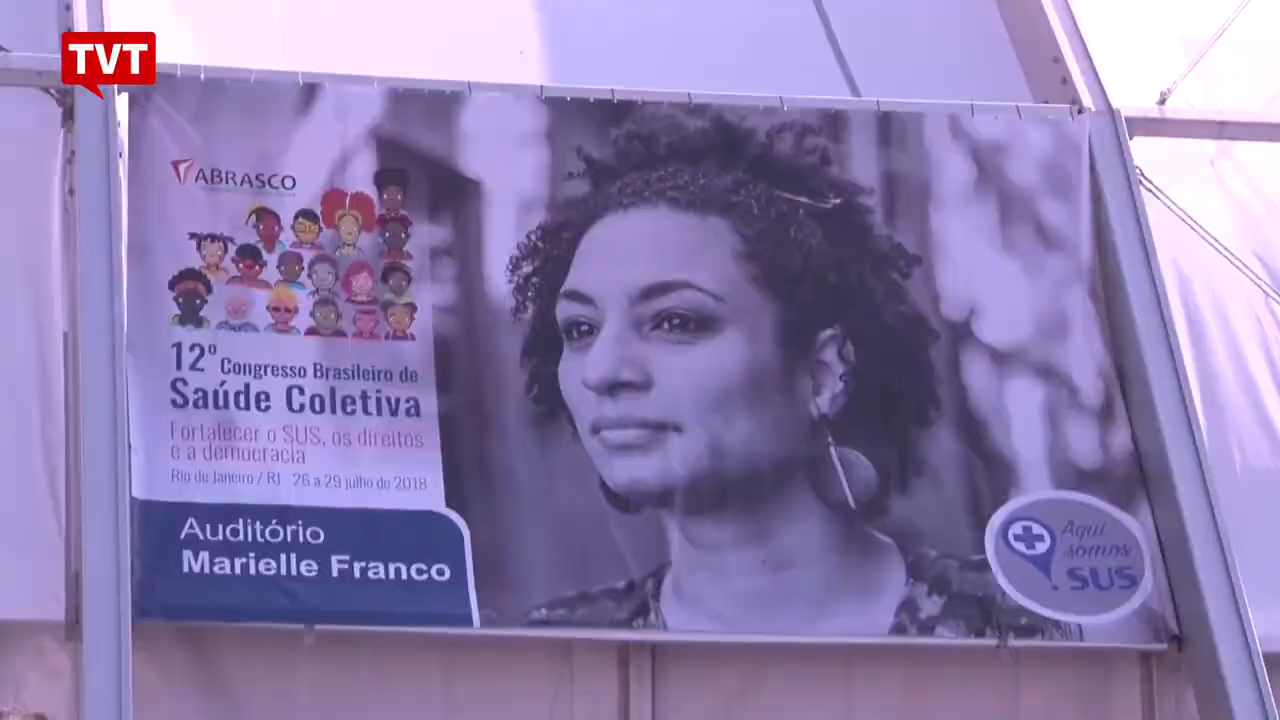 TVT
ABRASCO
12º Congresso Brasileiro de
Saúde Coletiva
Fortalecer o SUS, os direitos
e a democracia
Rio de Janeiro / RJ - 26 a 29 julho de 2018
Auditório
Marielle Franco
Aqui
somos
SUS